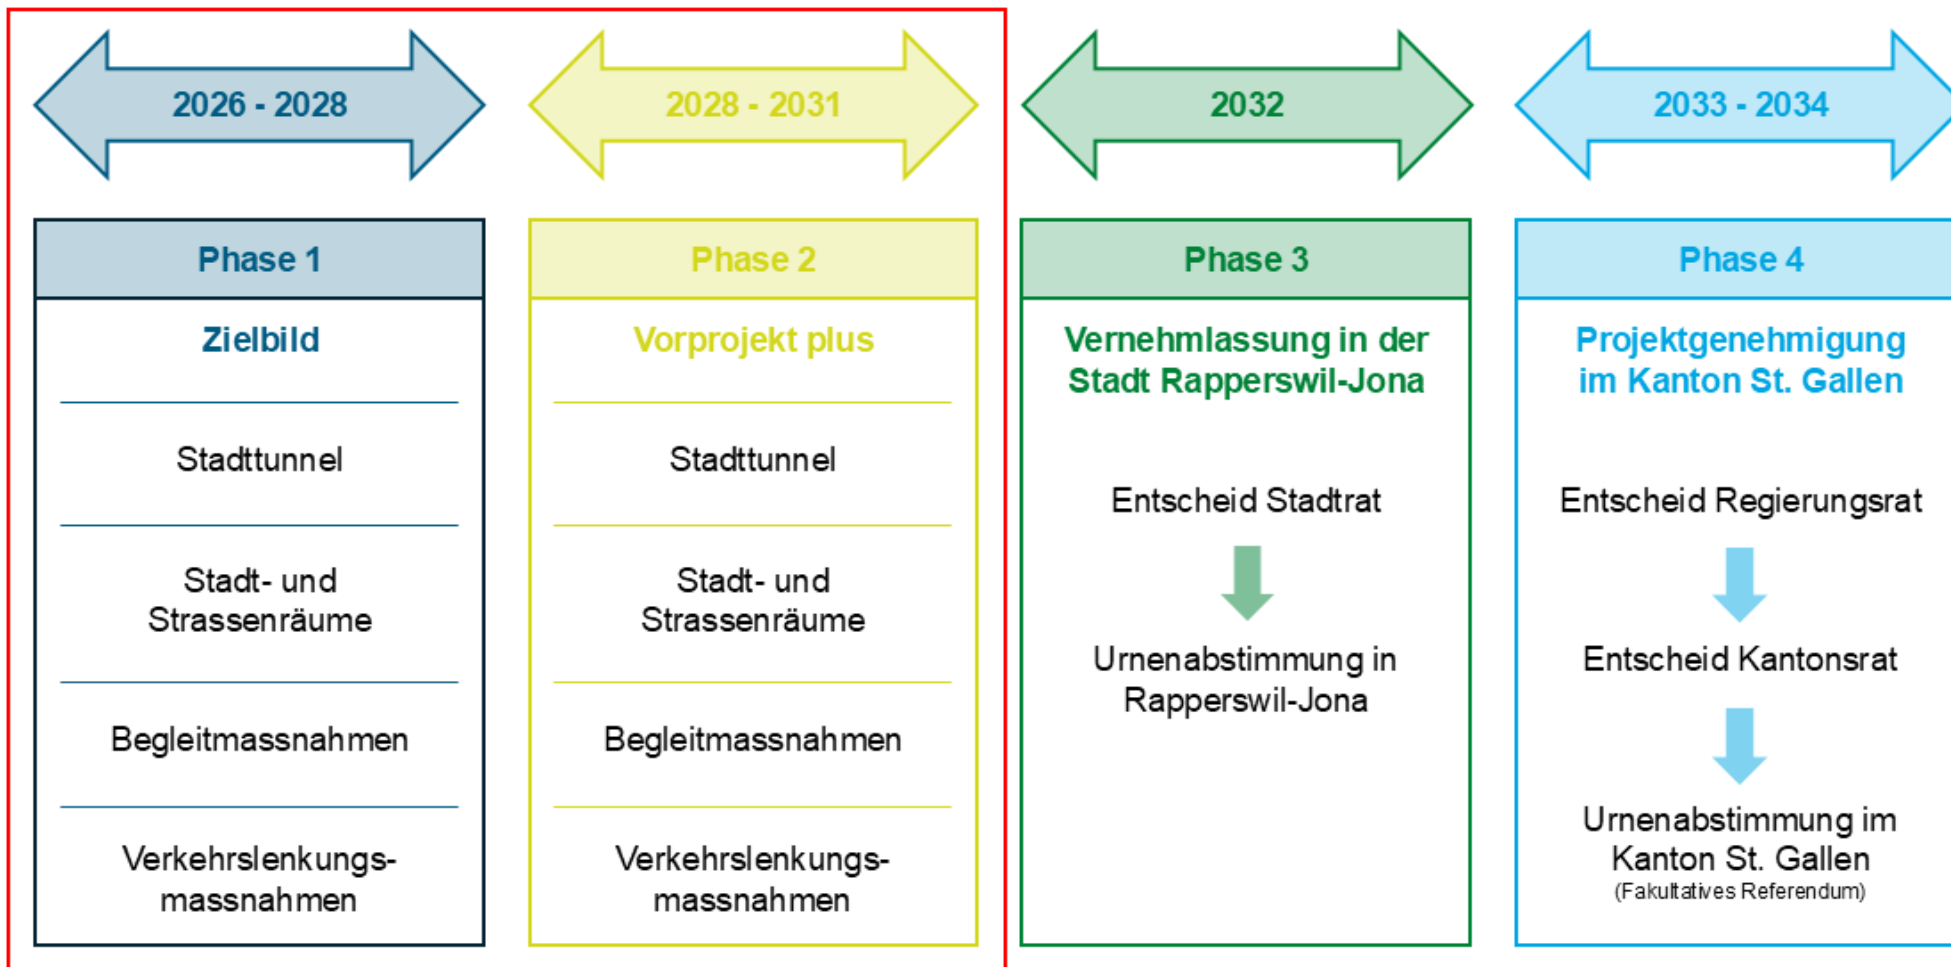 2026 - 2028
2028 - 2031
2032
2033 - 2034
Phase 1
Zielbild
Stadttunnel
Stadt- und
Strassenräume
Begleitmassnahmen
Verkehrslenkungs-
massnahmen
Phase 2
Vorprojekt plus
Stadttunnel
Stadt- und
Strassenräume
Begleitmassnahmen
Verkehrslenkungs-
massnahmen
Phase 3
Vernehmlassung in der
Stadt Rapperswil-Jona
Entscheid Stadtrat
Urnenabstimmung in
Rapperswil-Jona
Phase 4
Projektgenehmigung
im Kanton St. Gallen
Entscheid Regierungsrat
Entscheid Kantonsrat
Urnenabstimmung im
Kanton St. Gallen
(Fakultatives Referendum)